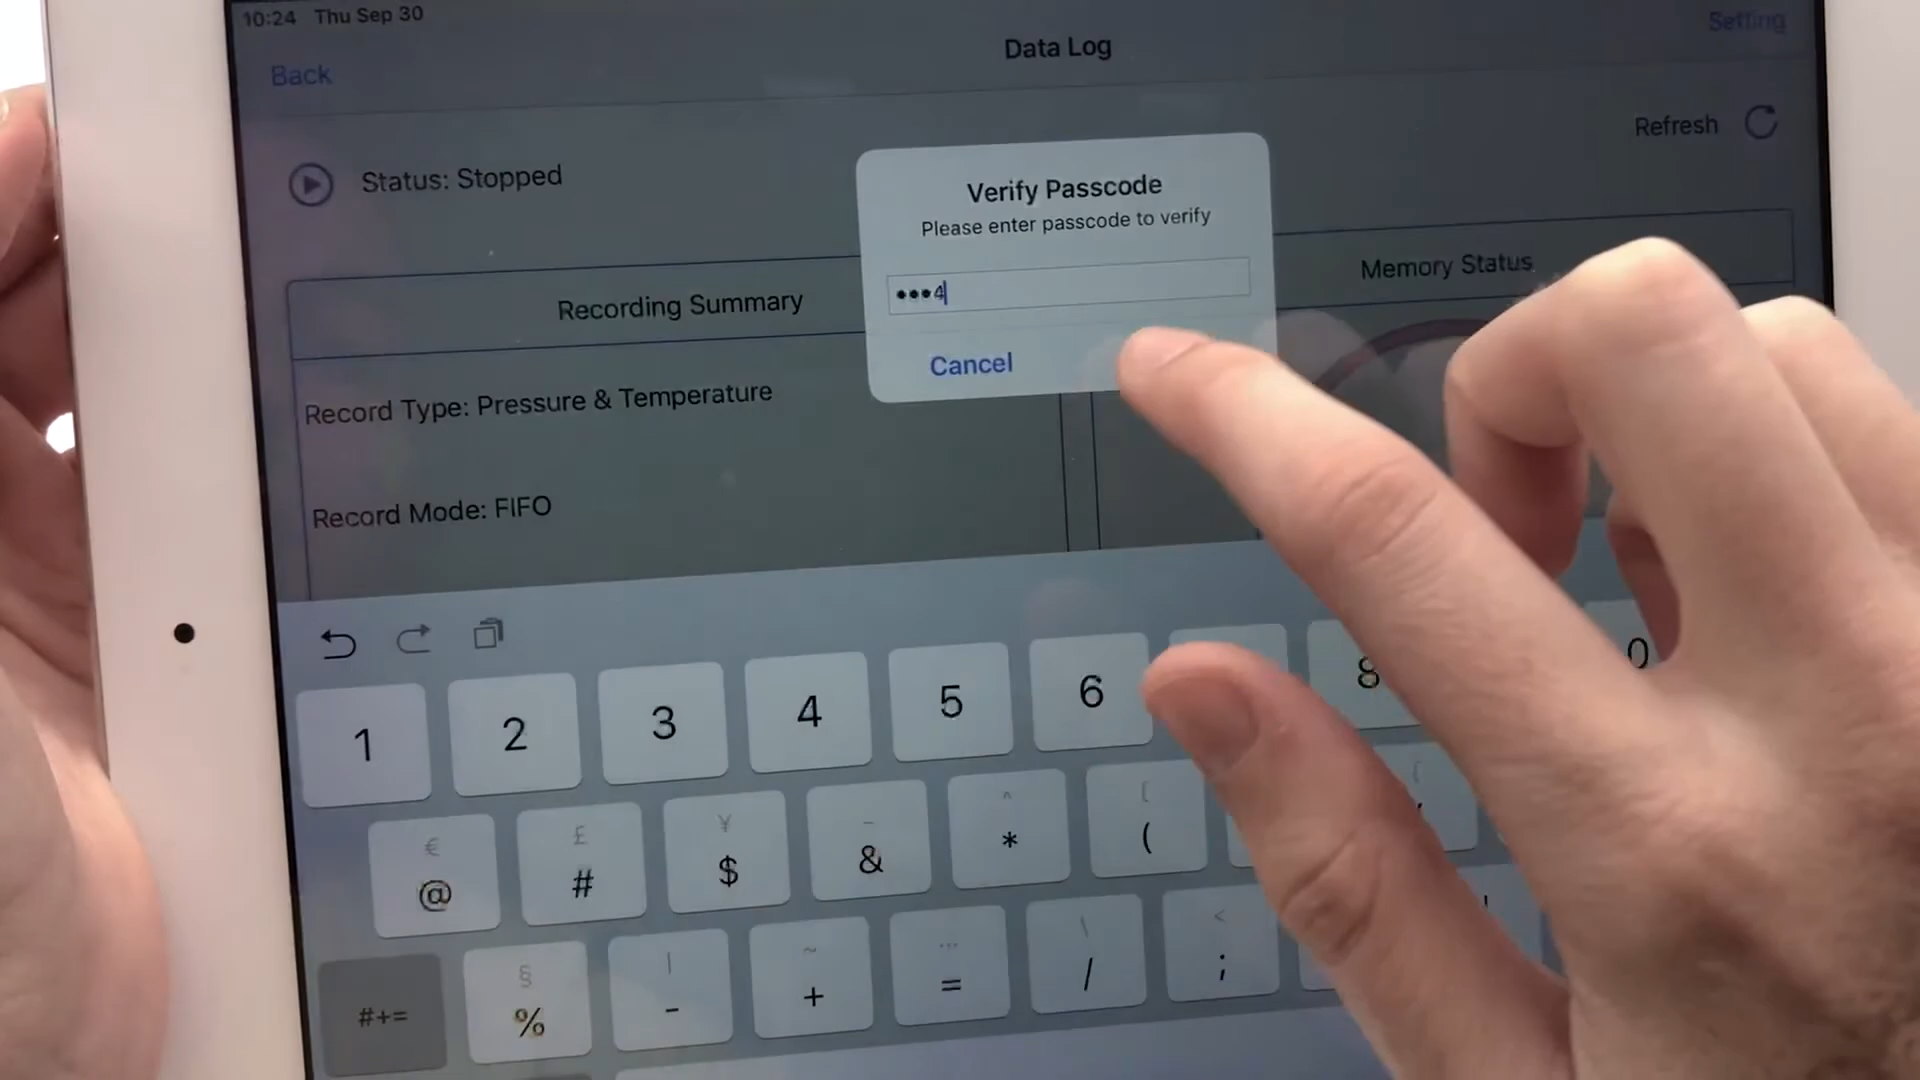 10:24 Thu Sep 30
Setting
Data Log
Back
Refresh
Status: Stopped
Verify Passcode
Please enter passcode to verify
•••4
Cancel
Recording Summary
Memory Status
Record Type: Pressure & Temperature
Record Mode: FIFO
1 2 3 4 5 6 8 0
€ £ ¥ _ ^ [ {
@ # $ & * ( '
§ | ~ … \ < !
#+= % - + = / ;